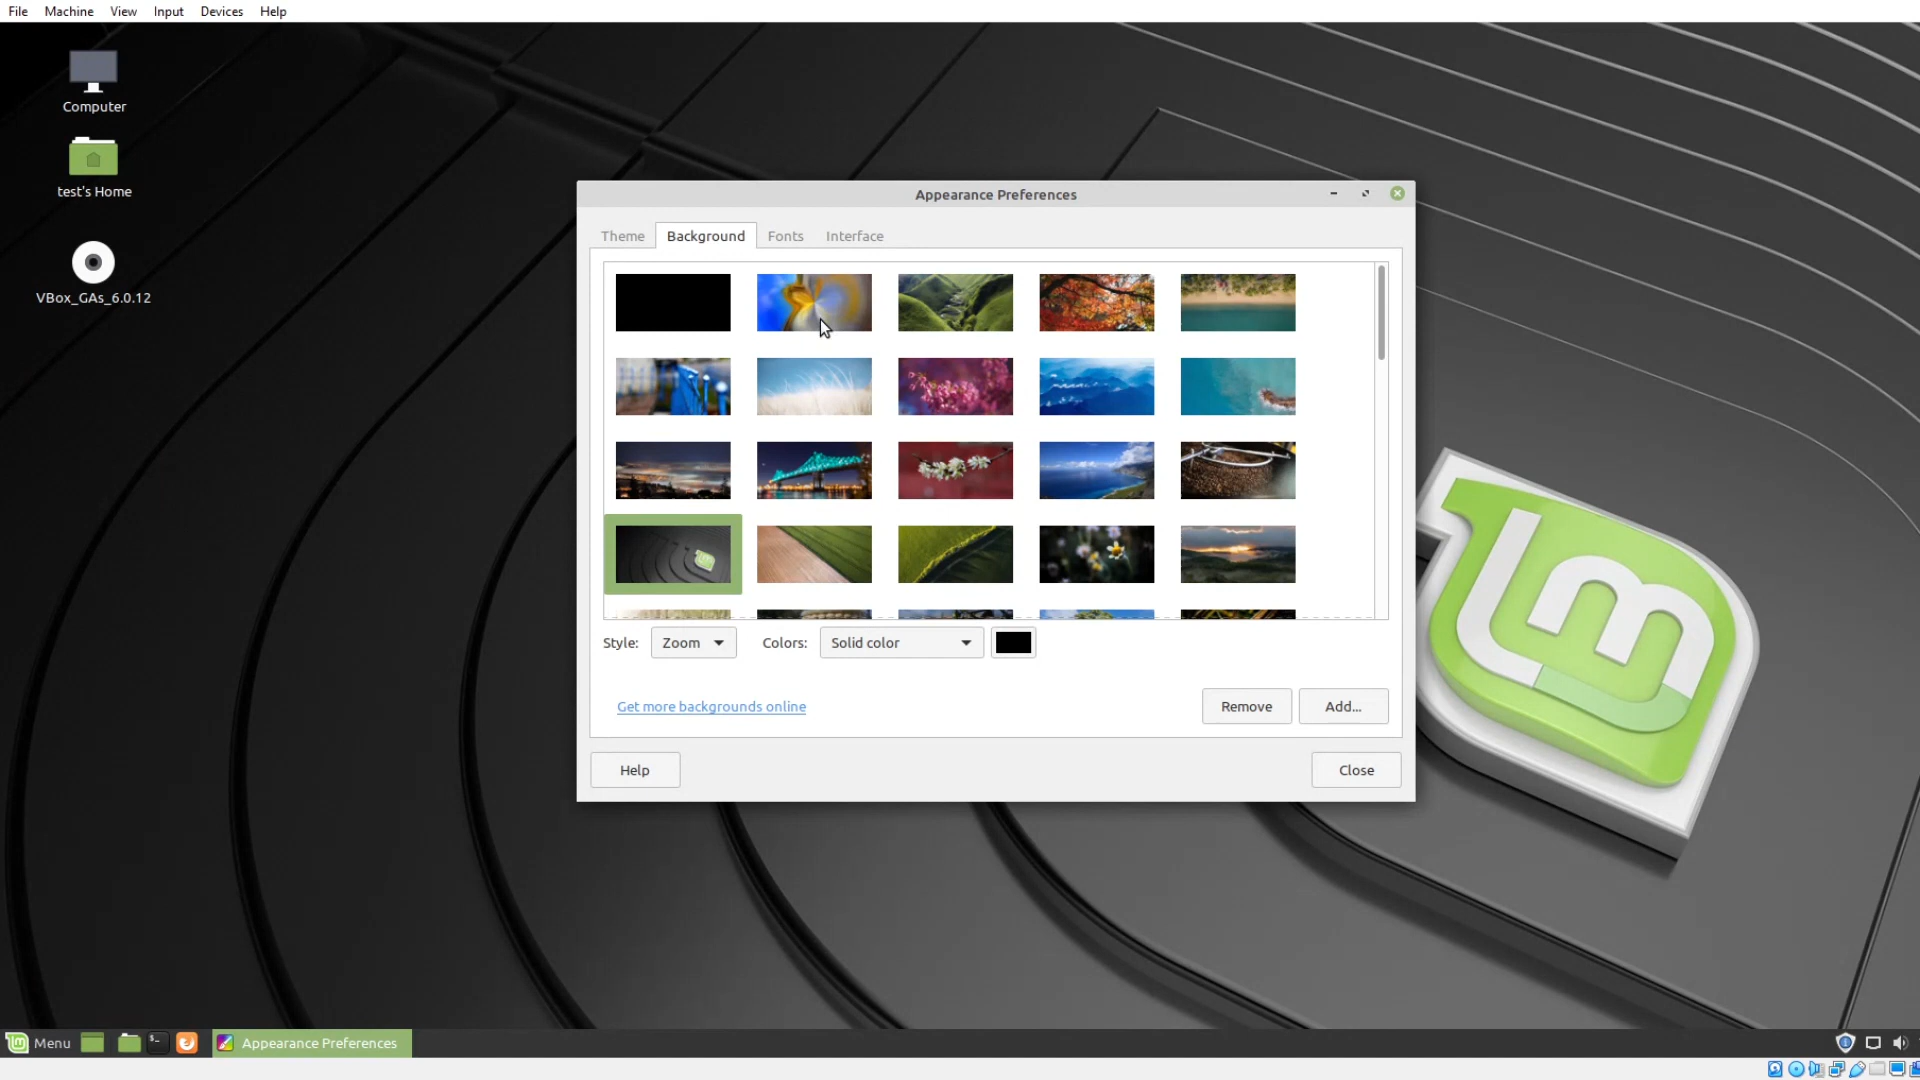 File Machine View Input Devices Help
Computer
test's Home
VBox_GAs_6.0.12
Appearance Preferences
Theme Background Fonts Interface
Style: Zoom Colors: Solid color
Get more backgrounds online Remove Add...
Help Close
Menu Appearance Preferences